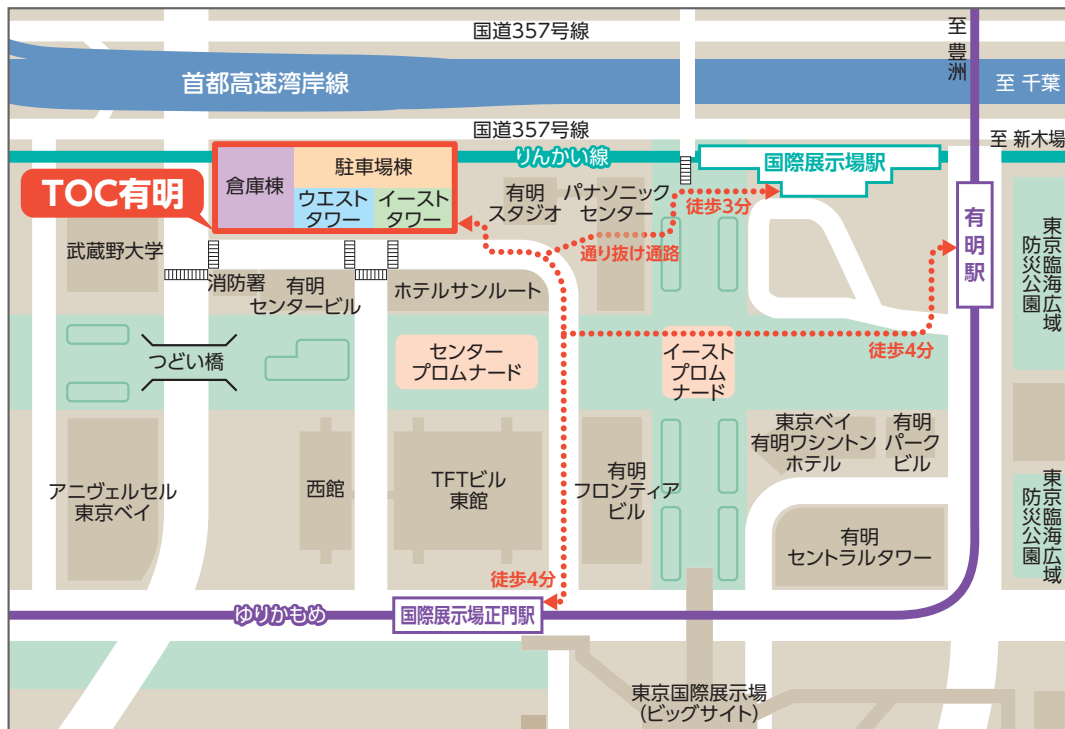 国道357号線
至 豊洲
首都高速湾岸線
至 千葉
国道357号線
至 新木場
りんかい線
国際展示場駅
TOC有明
倉庫棟
駐車場棟
ウエスト
タワー
イースト
タワー
有明
スタジオ
パナソニック
センター
徒歩3分
通り抜け通路
有明駅
東京臨海広域
防災公園
武蔵野大学
消防署
有明
センタービル
ホテルサンルート
つどい橋
センター
プロムナード
イースト
プロム
ナード
徒歩4分
アニヴェルセル
東京ベイ
西館
TFTビル
東館
有明
フロンティア
ビル
東京ベイ
有明ワシントン
ホテル
有明
パーク
ビル
東京臨海広域
防災公園
有明
セントラルタワー
徒歩4分
ゆりかもめ
国際展示場正門駅
東京国際展示場
(ビッグサイト)